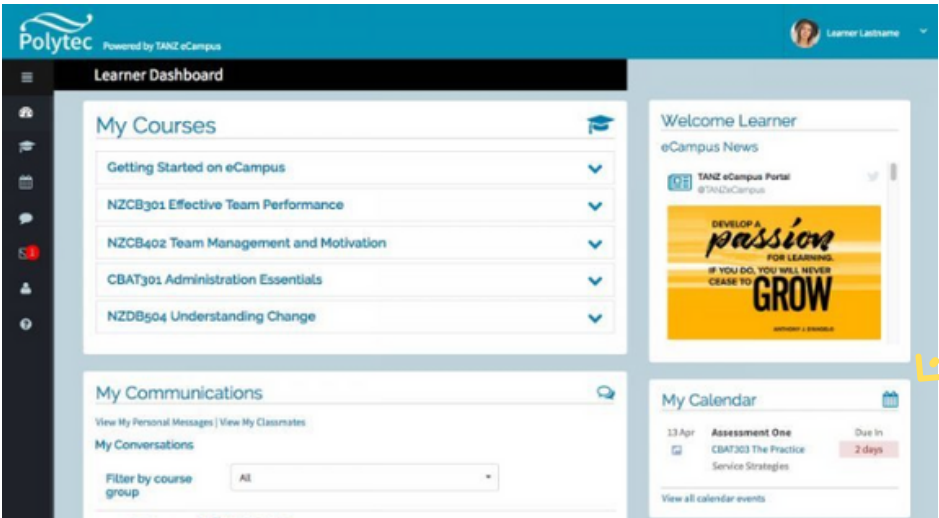 Polytec Powered by TANZ eCampus
Learner Lastname
Learner Dashboard
My Courses
Getting Started on eCampus
NZCB301 Effective Team Performance
NZCB402 Team Management and Motivation
CBAT301 Administration Essentials
NZDB504 Understanding Change
My Communications
View My Personal Messages | View My Classmates
My Conversations
Filter by course
group
All
Welcome Learner
eCampus News
TANZ eCampus Portal
@TANZeCampus
DEVELOP A
passion
FOR LEARNING.
IF YOU DO, YOU WILL NEVER
CEASE TO
GROW
ANTHONY J. D'ANGELO
My Calendar
13 Apr Assessment One Due In
CBAT303 The Practice 2 days
Service Strategies
View all calendar events